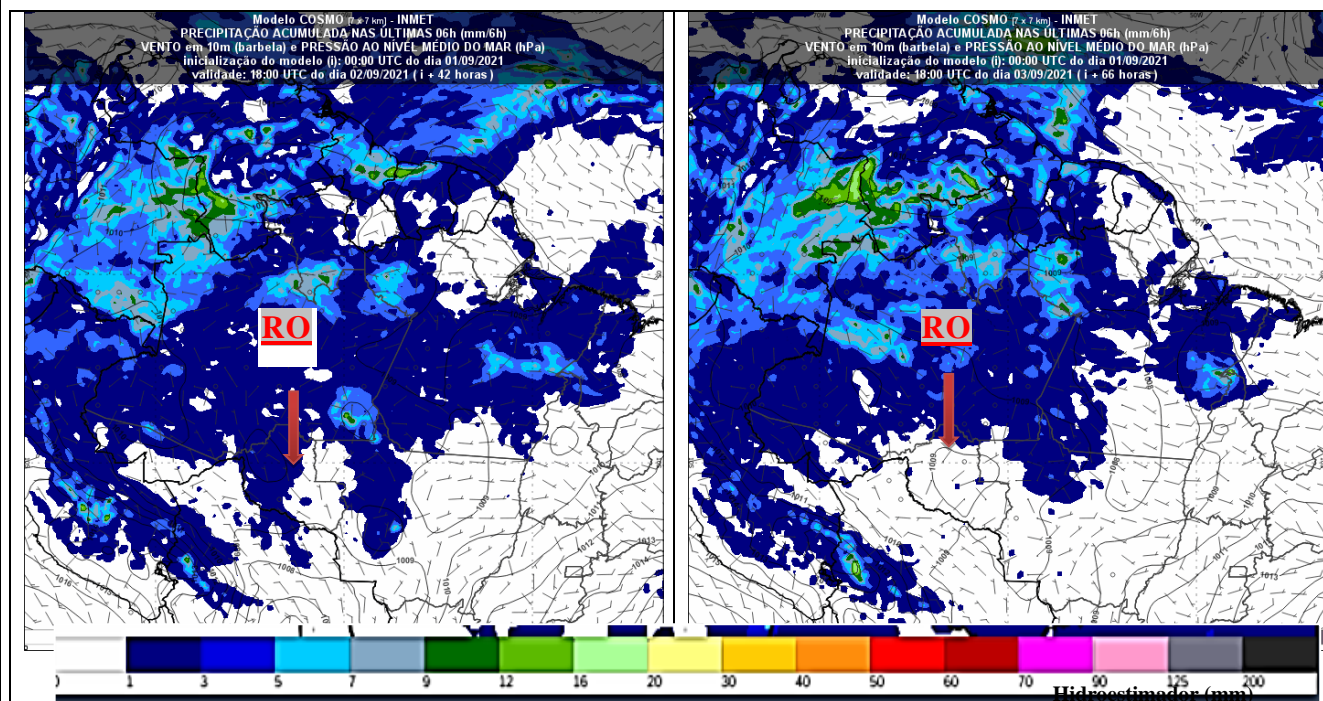 Modelo COSMO [7 x 7 km] - INMET
PRECIPITAÇÃO ACUMULADA NAS ÚLTIMAS 06h (mm/6h)
VENTO em 10m (barbela) e PRESSÃO AO NÍVEL MÉDIO DO MAR (hPa)
inicialização do modelo (i): 00:00 UTC do dia 01/09/2021
validade: 18:00 UTC do dia 02/09/2021 ( i + 42 horas )
RO
Modelo COSMO [7 x 7 km] - INMET
PRECIPITAÇÃO ACUMULADA NAS ÚLTIMAS 06h (mm/6h)
VENTO em 10m (barbela) e PRESSÃO AO NÍVEL MÉDIO DO MAR (hPa)
inicialização do modelo (i): 00:00 UTC do dia 01/09/2021
validade: 18:00 UTC do dia 03/09/2021 ( i + 66 horas )
RO
0 1 3 5 7 9 12 16 20 30 40 50 60 70 90 125 200
Hidroestimador (mm)